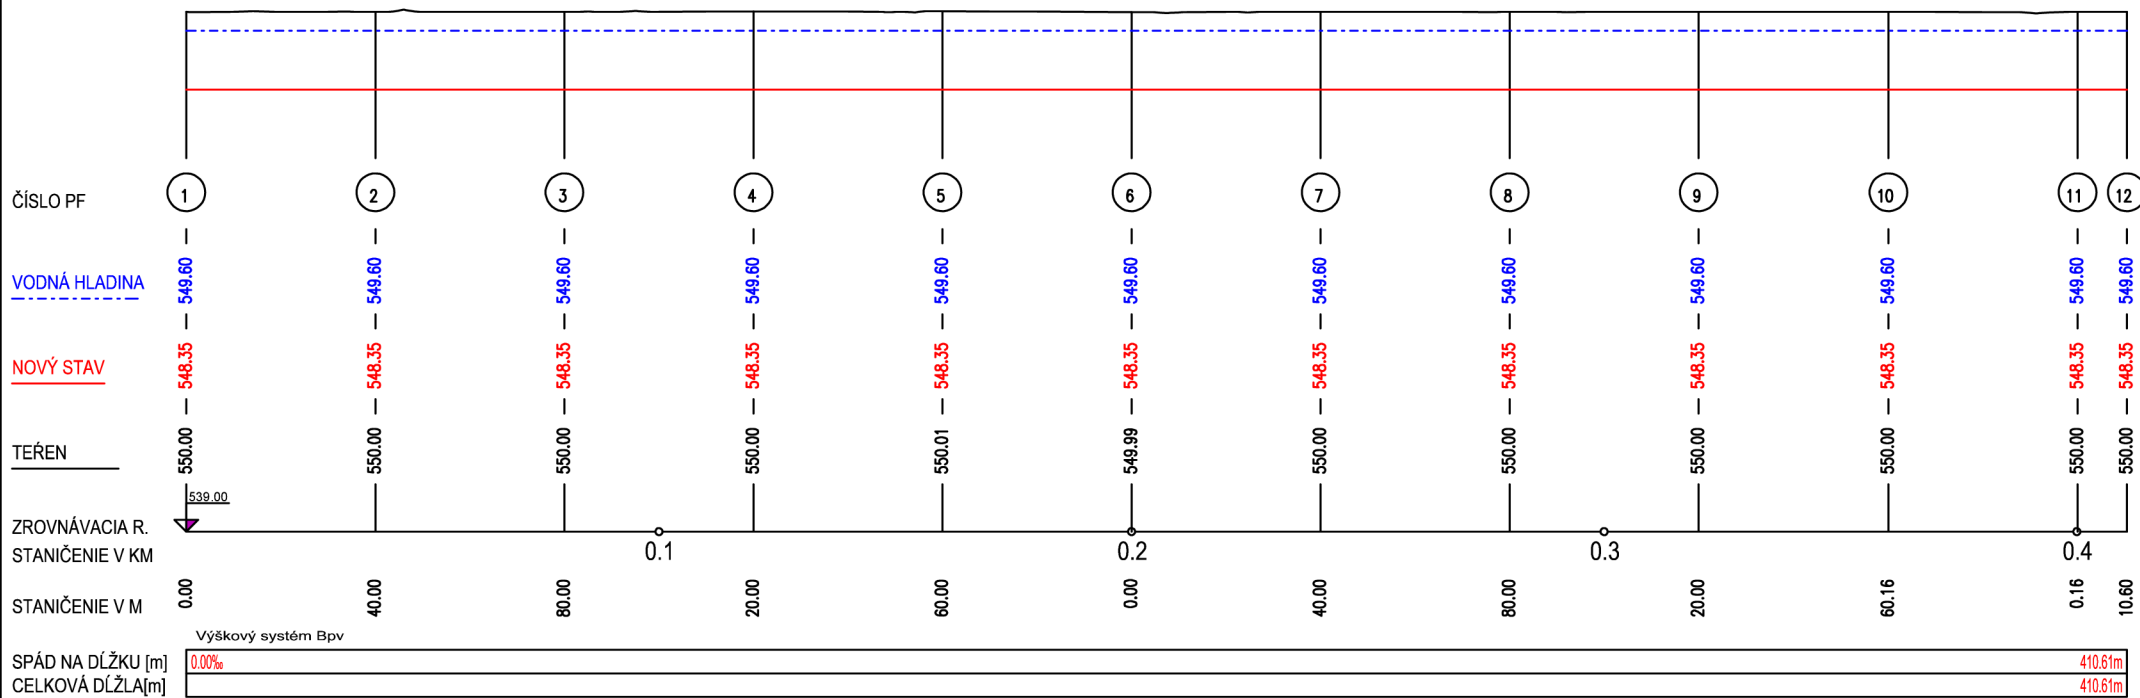 ČÍSLO PF 1 2 3 4 5 6 7 8 9 10 11 12
VODNÁ HLADINA 549.60 549.60 549.60 549.60 549.60 549.60 549.60 549.60 549.60 549.60 549.60 549.60
NOVÝ STAV 548.35 548.35 548.35 548.35 548.35 548.35 548.35 548.35 548.35 548.35 548.35 548.35
TEŔEN 550.00 550.00 550.00 550.00 550.01 549.99 550.00 550.00 550.00 550.00 550.00 550.00
539.00
ZROVNÁVACIA R.
STANIČENIE V KM 0.1 0.2 0.3 0.4
STANIČENIE V M 0.00 40.00 80.00 20.00 60.00 0.00 40.00 80.00 20.00 60.16 0.16 10.60
Výškový systém Bpv
SPÁD NA DĹŽKU [m] 0.00‰ 410.61m
CELKOVÁ DĹŽLA[m] 410.61m